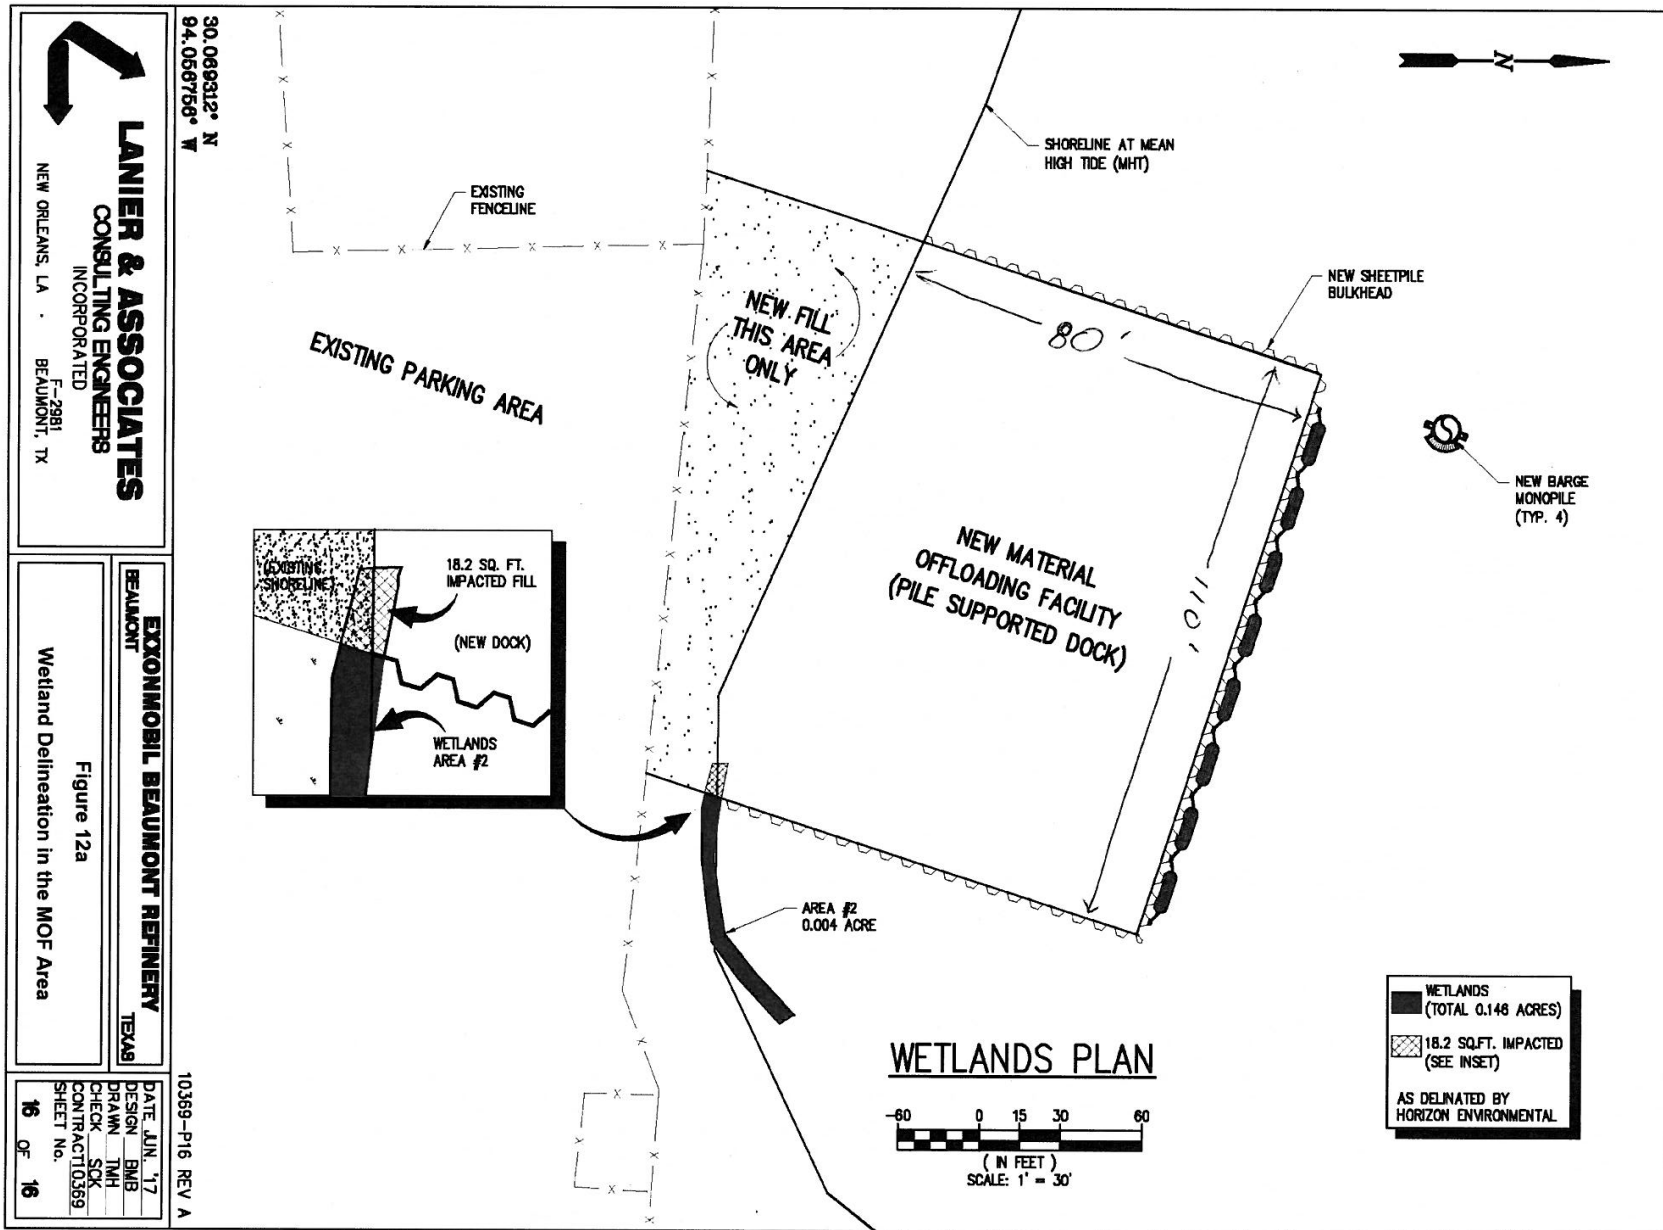 30.069312° N
94.056756° W
LANIER & ASSOCIATES
CONSULTING ENGINEERS
INCORPORATED
F-2981
NEW ORLEANS, LA · BEAUMONT, TX
EXXONMOBIL BEAUMONT REFINERY
BEAUMONT
TEXAS
Figure 12a
Wetland Delineation in the MOF Area
10369-P16 REV A
DATE JUN. '17
DESIGN BMB
DRAWN TMH
CHECK SCK
CONTRACT 10369
SHEET No.
16 OF 16
N
SHORELINE AT MEAN
HIGH TIDE (MHT)
EXISTING
FENCELINE
NEW SHEETPILE
BULKHEAD
NEW FILL
THIS AREA
ONLY
80'
EXISTING PARKING AREA
NEW BARGE
MONOPILE
(TYP. 4)
NEW MATERIAL
OFFLOADING FACILITY
(PILE SUPPORTED DOCK)
110'
(EXISTING
SHORELINE)
18.2 SQ. FT.
IMPACTED FILL
(NEW DOCK)
WETLANDS
AREA #2
AREA #2
0.004 ACRE
WETLANDS
(TOTAL 0.146 ACRES)
18.2 SQ.FT. IMPACTED
(SEE INSET)
AS DELINATED BY
HORIZON ENVIRONMENTAL
WETLANDS PLAN
-60 0 15 30 60
( IN FEET )
SCALE: 1' = 30'